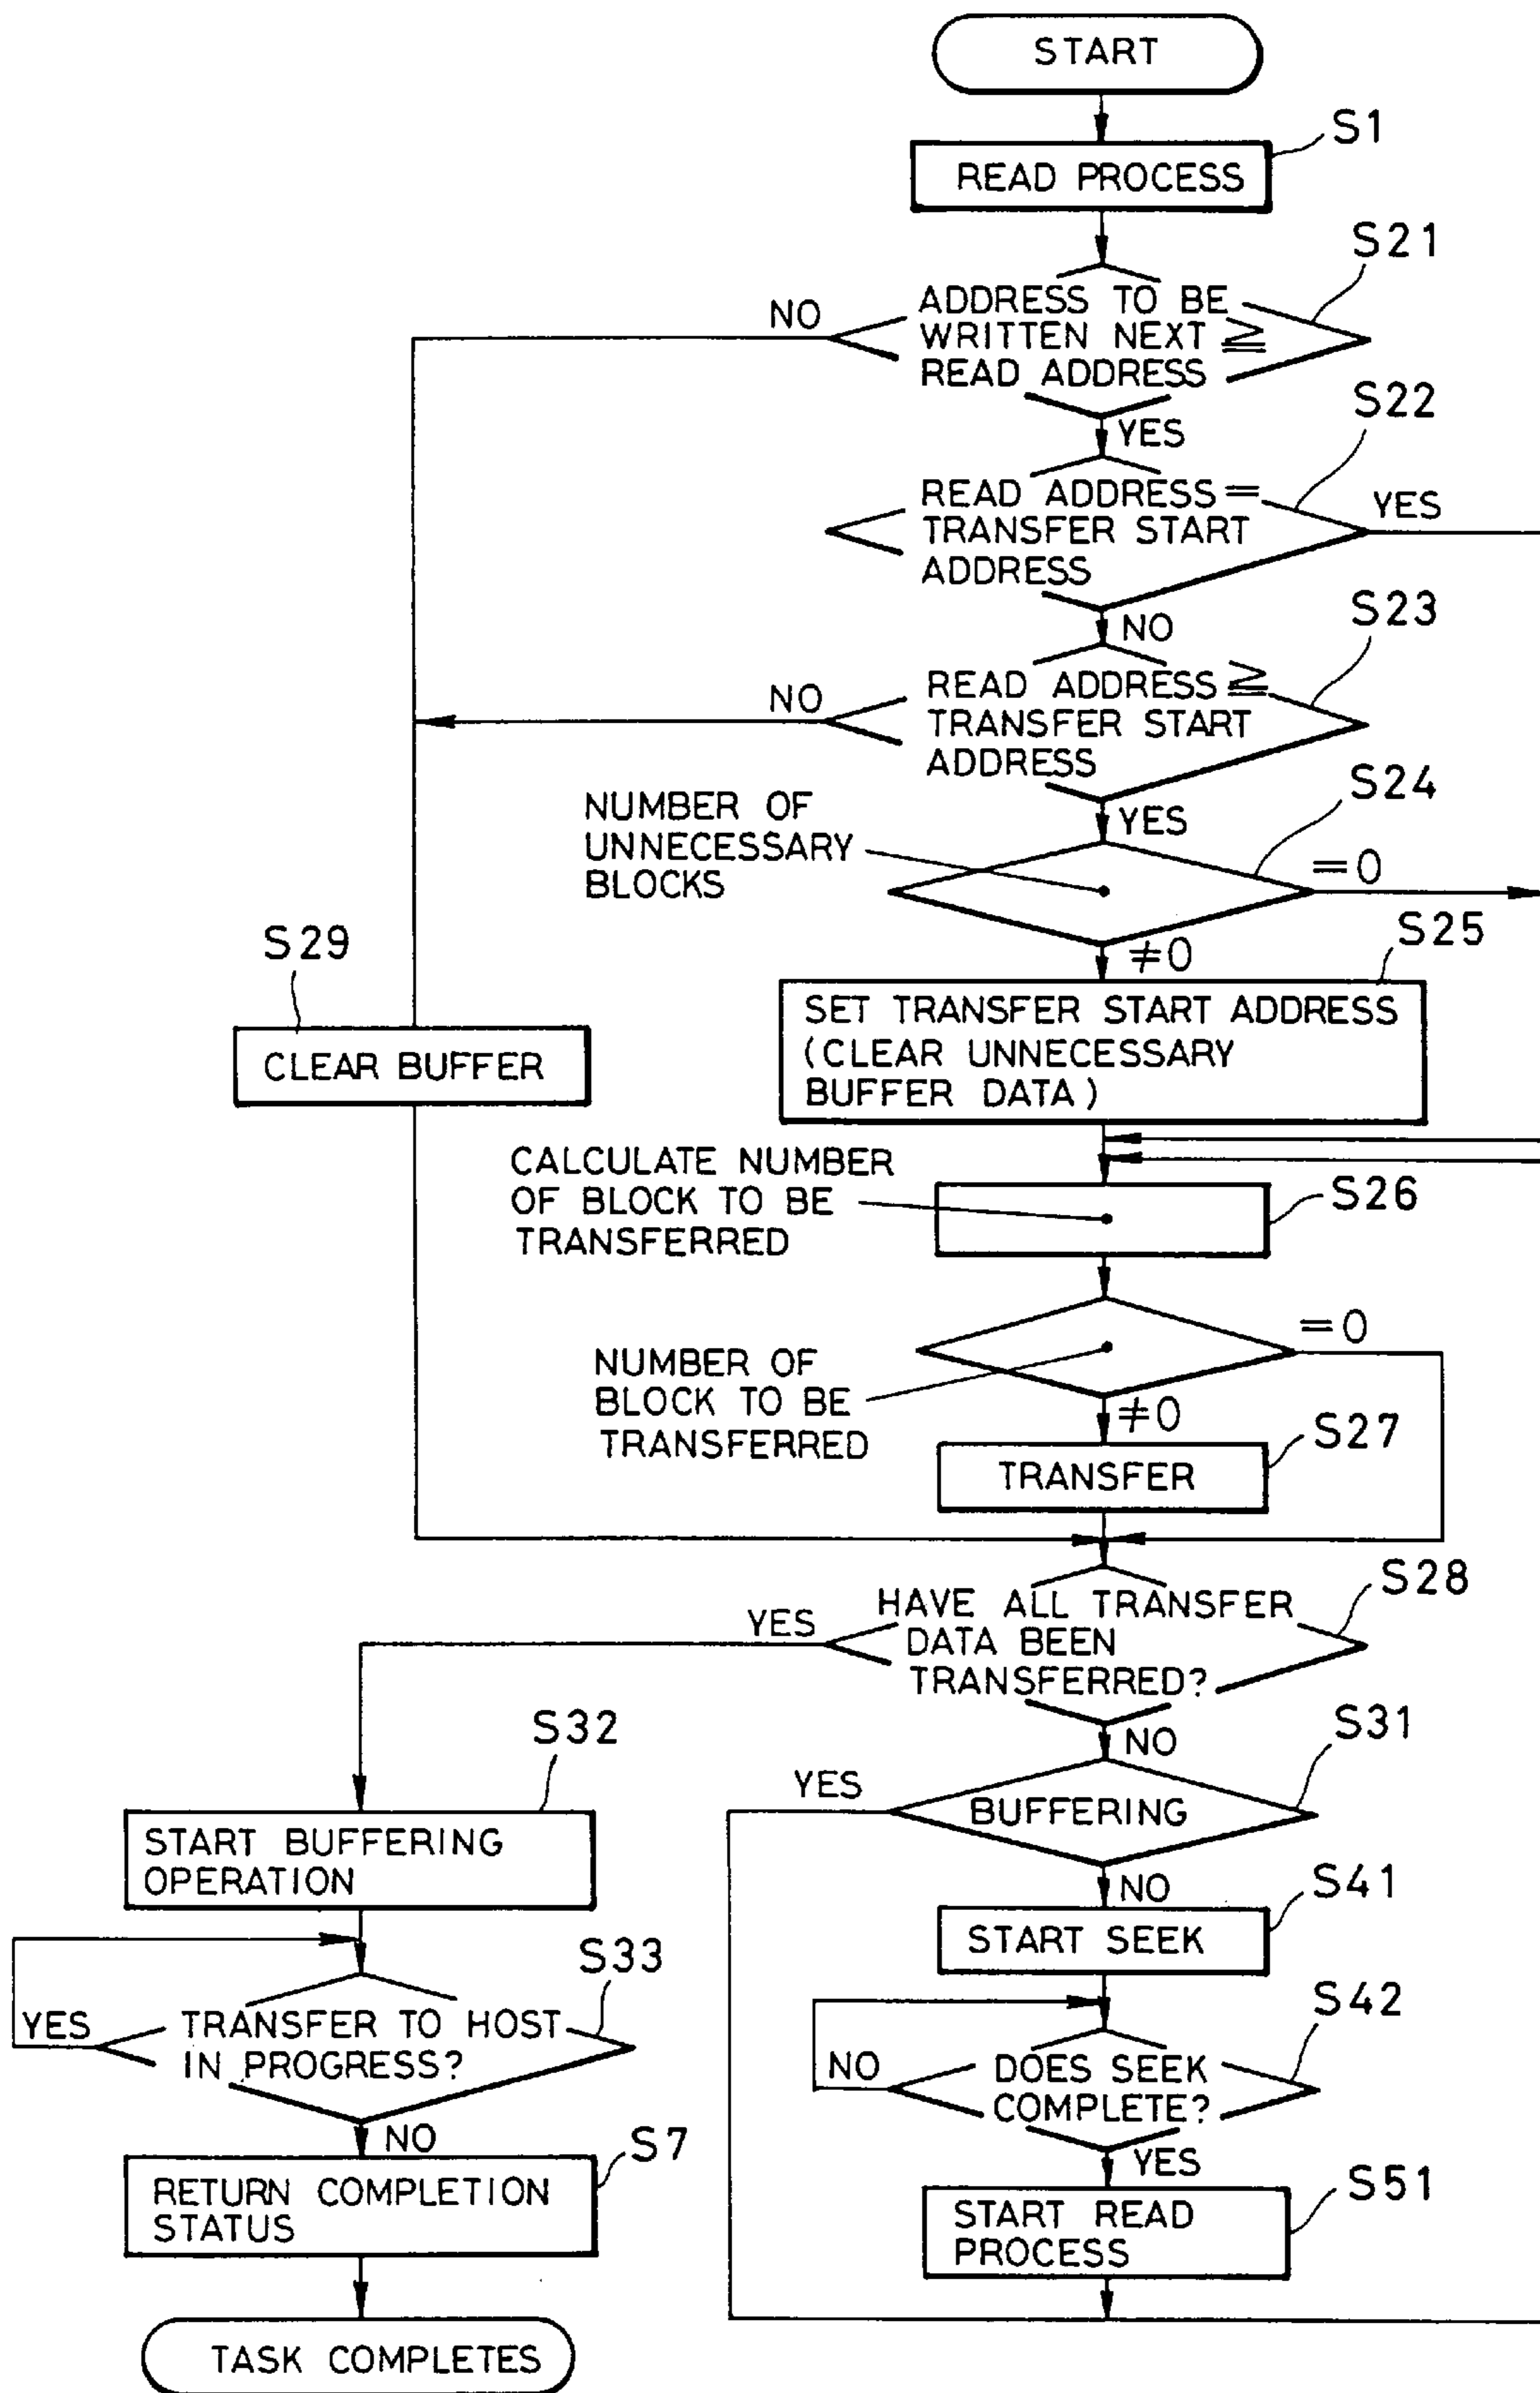 START
S1
READ PROCESS
S21
NO
ADDRESS TO BE
WRITTEN NEXT ≧
READ ADDRESS
YES
S22
READ ADDRESS =
TRANSFER START
ADDRESS
YES
NO
S23
NO
READ ADDRESS ≧
TRANSFER START
ADDRESS
YES
S24
NUMBER OF
UNNECESSARY
BLOCKS
=0
≠0
S25
SET TRANSFER START ADDRESS
(CLEAR UNNECESSARY
BUFFER DATA)
S29
CLEAR BUFFER
CALCULATE NUMBER
OF BLOCK TO BE
TRANSFERRED
S26
=0
NUMBER OF
BLOCK TO BE
TRANSFERRED
≠0
S27
TRANSFER
S28
YES
HAVE ALL TRANSFER
DATA BEEN
TRANSFERRED?
NO
S31
YES
BUFFERING
NO
S32
START BUFFERING
OPERATION
S41
START SEEK
S33
YES
TRANSFER TO HOST
IN PROGRESS?
NO
S42
NO
DOES SEEK
COMPLETE?
YES
S7
RETURN COMPLETION
STATUS
S51
START READ
PROCESS
TASK COMPLETES